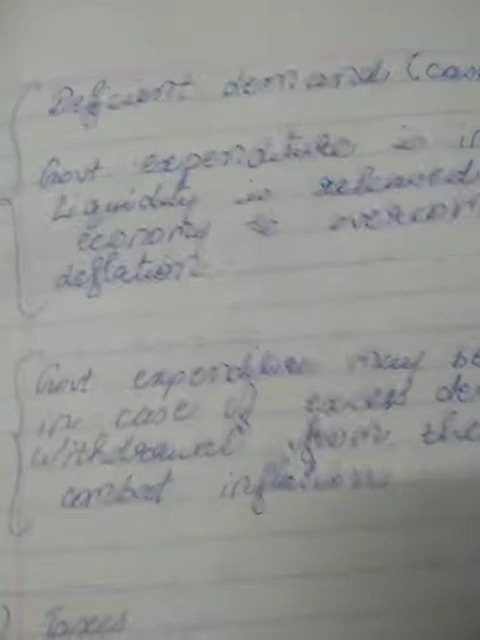 Deficient demand, (cas
Govt expenditure is in
Liquidity is released
economy to overcom
deflation
Govt expenditure may be
in case of excess de
withdrawal from the
combat inflation
) Taxes